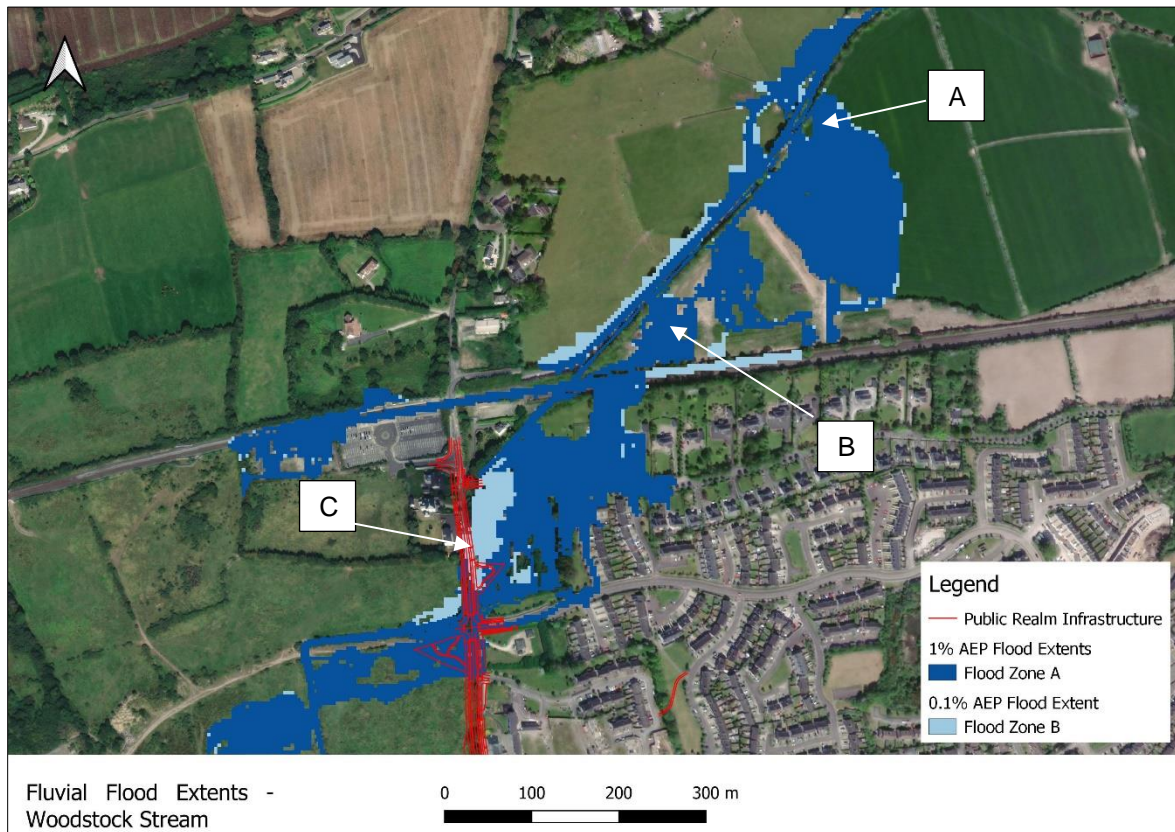 A
B
C
Legend
Public Realm Infrastructure
1% AEP Flood Extents
Flood Zone A
0.1% AEP Flood Extent
Flood Zone B
Fluvial Flood Extents -
Woodstock Stream
0 100 200 300 m